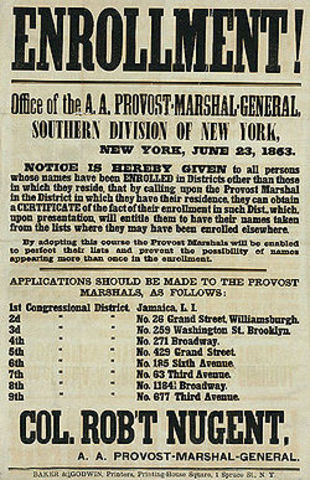 ENROLLMENT!
Office of the A. A. PROVOST-MARSHAL-GENERAL,
SOUTHERN DIVISION OF NEW YORK,
NEW YORK, JUNE 23, 1863.
NOTICE IS HEREBY GIVEN to all persons
whose names have been ENROLLED in Districts other than those
in which they reside, that by calling upon the Provost Marshal
in the District in which they have their residence, they can obtain
a CERTIFICATE of the fact of their enrollment in such Dist., which,
upon presentation, will entitle them to have their names taken
from the lists where they may have been enrolled elsewhere.
By adopting this course the Provost Marshals will be enabled
to perfect their lists and prevent the possibility of names
appearing more than once in the enrollment.
APPLICATIONS SHOULD BE MADE TO THE PROVOST
MARSHALS, AS FOLLOWS:
1st Congressional District, Jamaica, L. I.
2d " " No. 26 Grand Street, Williamsburgh.
3d " " No. 259 Washington St. Brooklyn.
4th " " No. 271 Broadway.
5th " " No. 429 Grand Street.
6th " " No. 185 Sixth Avenue.
7th " " No. 63 Third Avenue.
8th " " No. 1184½ Broadway.
9th " " No. 677 Third Avenue.
COL. ROB'T NUGENT,
A. A. PROVOST-MARSHAL-GENERAL.
BAKER & GODWIN, Printers, Printing-House Square, 1 Spruce St., N. Y.